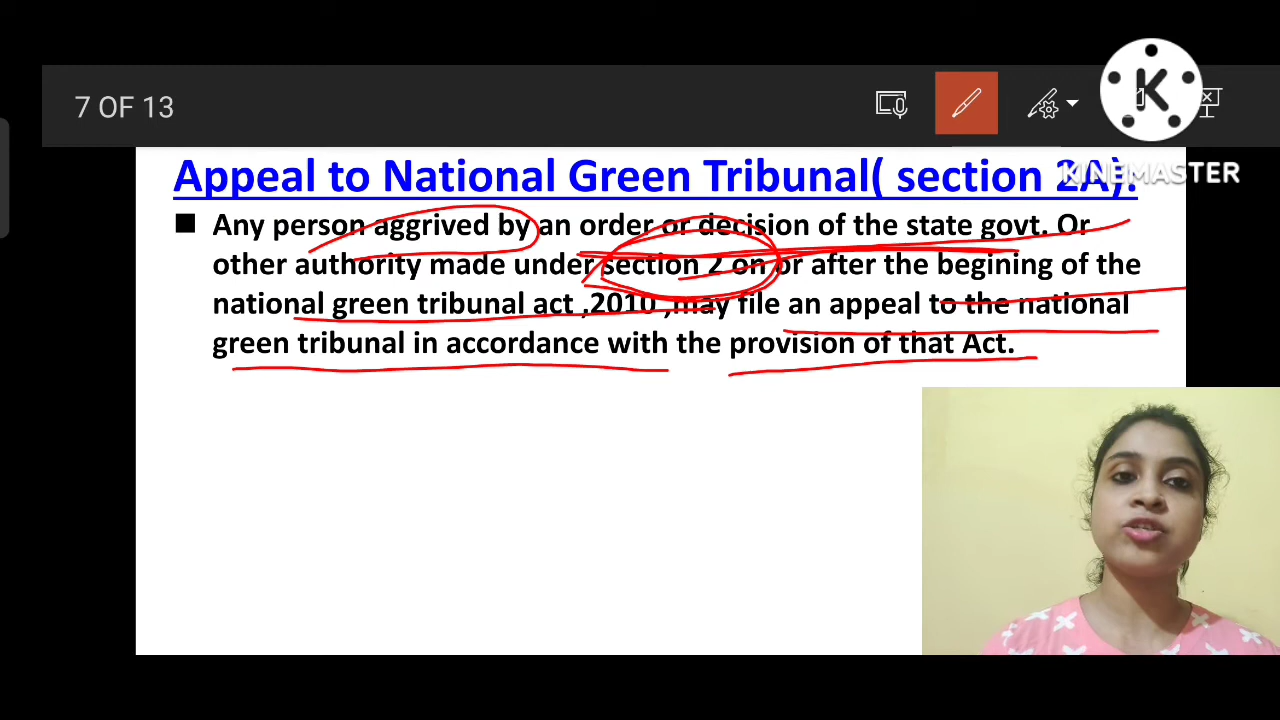 7 OF 13
K
KINEMASTER
Appeal to National Green Tribunal( section 2A).
Any person aggrived by an order or decision of the state govt. Or
other authority made under section 2 on or after the begining of the
national green tribunal act ,2010 ,may file an appeal to the national
green tribunal in accordance with the provision of that Act.